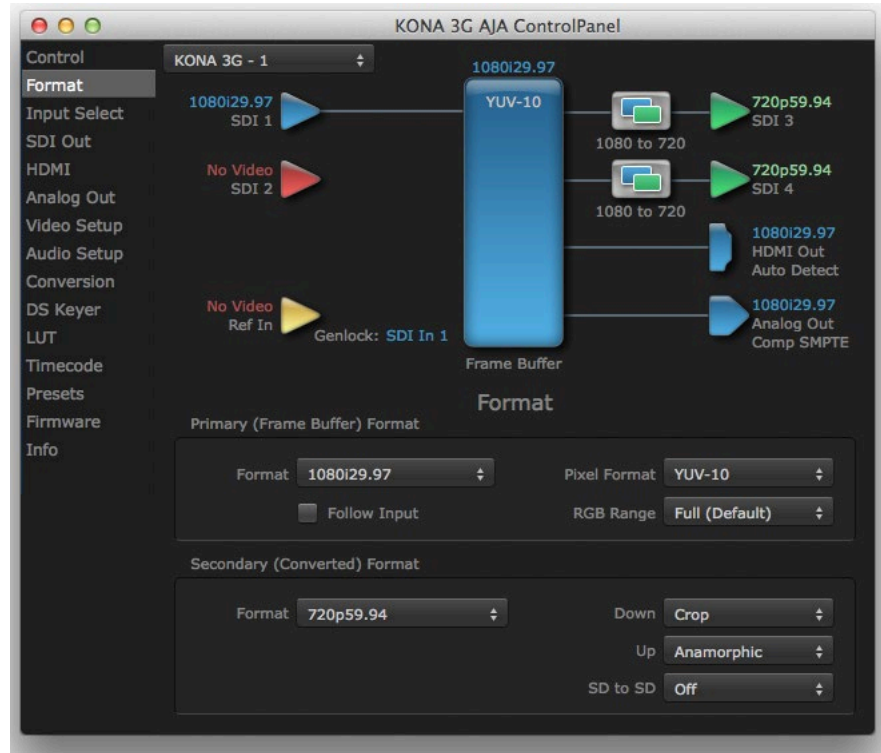 KONA 3G AJA ControlPanel
Control
Format
Input Select
SDI Out
HDMI
Analog Out
Video Setup
Audio Setup
Conversion
DS Keyer
LUT
Timecode
Presets
Firmware
Info
KONA 3G - 1
1080i29.97
SDI 1
No Video
SDI 2
No Video
Ref In
Genlock: SDI In 1
1080i29.97
YUV-10
Frame Buffer
1080 to 720
720p59.94
SDI 3
1080 to 720
720p59.94
SDI 4
1080i29.97
HDMI Out
Auto Detect
1080i29.97
Analog Out
Comp SMPTE
Format
Primary (Frame Buffer) Format
Format 1080i29.97
Pixel Format YUV-10
Follow Input
RGB Range Full (Default)
Secondary (Converted) Format
Format 720p59.94
Down Crop
Up Anamorphic
SD to SD Off